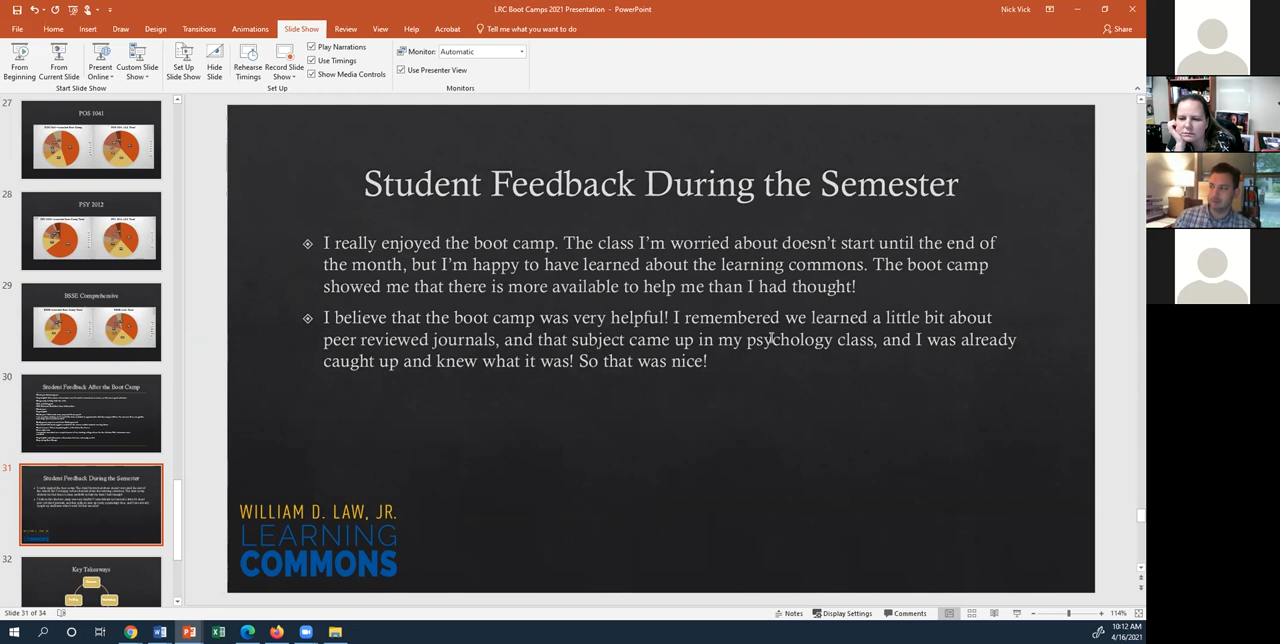 LRC Boot Camps 2021 Presentation - PowerPoint
Nick Vick
File Home Insert Draw Design Transitions Animations Slide Show Review View Help Acrobat Tell me what you want to do
Share
From Beginning
From Current Slide
Present Online
Custom Slide Show
Set Up Slide Show
Hide Slide
Rehearse Timings
Record Slide Show
Play Narrations
Use Timings
Show Media Controls
Monitor: Automatic
Use Presenter View
Start Slide Show
Set Up
Monitors
27
POS 1041
28
PSY 2012
29
BSSE Comprehensive
30
Student Feedback After the Boot Camp
31
Student Feedback During the Semester
32
Key Takeaways
Student Feedback During the Semester
I really enjoyed the boot camp. The class I'm worried about doesn't start until the end of
the month, but I'm happy to have learned about the learning commons. The boot camp
showed me that there is more available to help me than I had thought!
I believe that the boot camp was very helpful! I remembered we learned a little bit about
peer reviewed journals, and that subject came up in my psychology class, and I was already
caught up and knew what it was! So that was nice!
WILLIAM D. LAW, JR.
LEARNING
COMMONS
Slide 31 of 34
Notes Display Settings Comments
114%
10:12 AM
4/16/2021